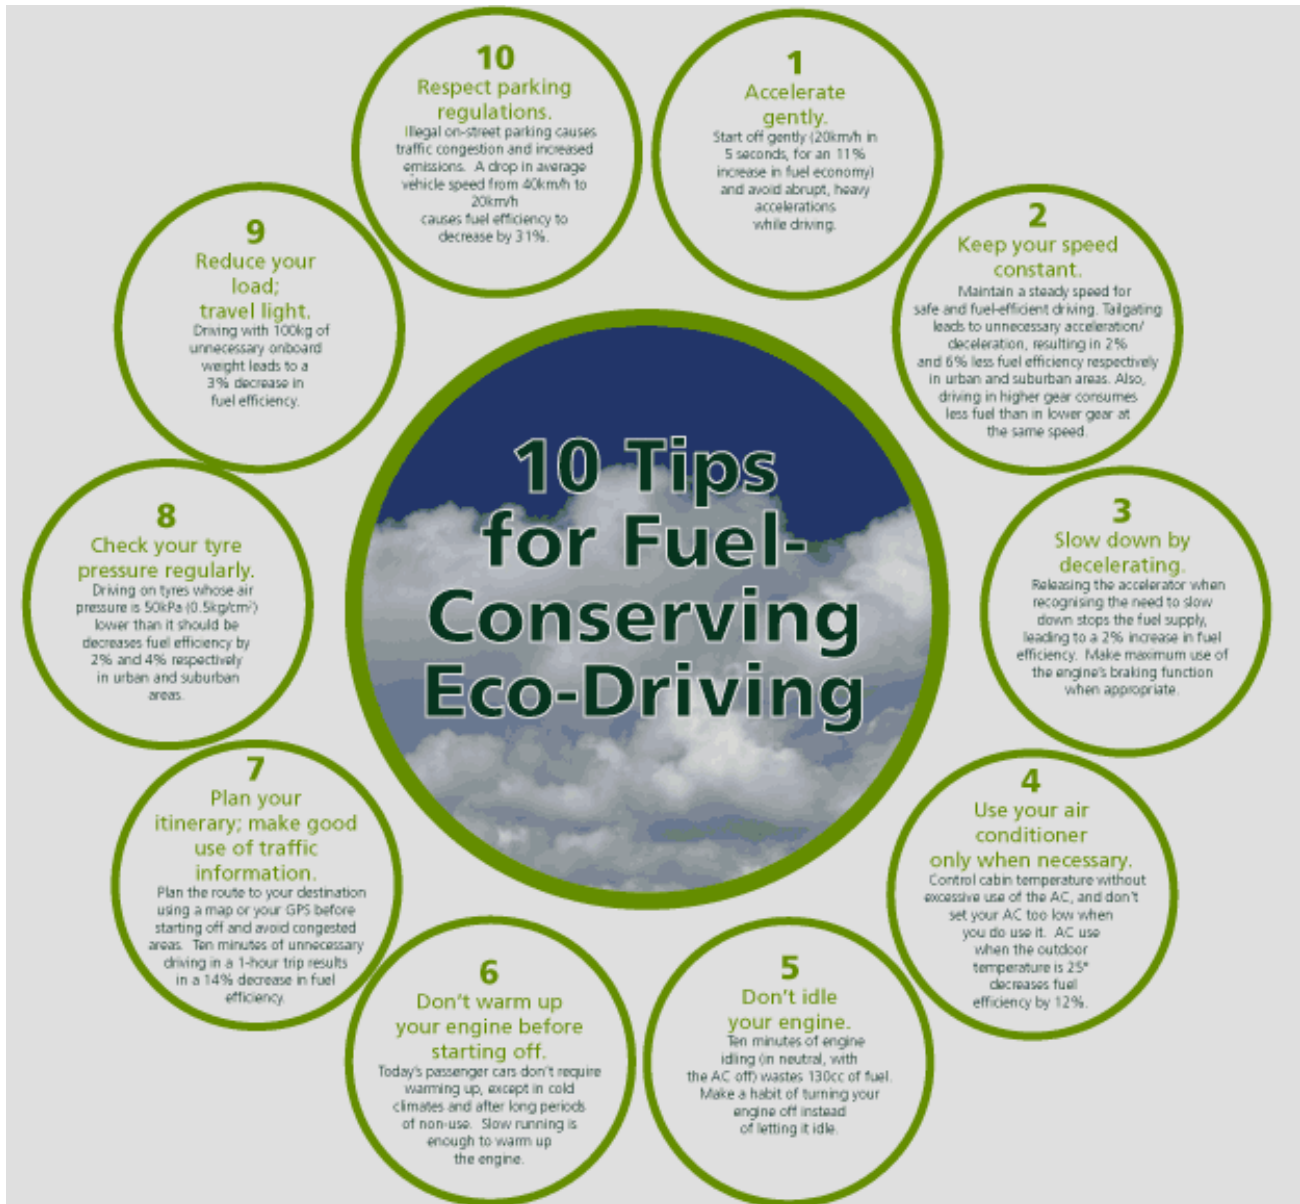 10 Tips
for Fuel-
Conserving
Eco-Driving
1
Accelerate
gently.
Start off gently (20km/h in
5 seconds, for an 11%
increase in fuel economy)
and avoid abrupt, heavy
accelerations
while driving.
2
Keep your speed
constant.
Maintain a steady speed for
safe and fuel-efficient driving. Tailgating
leads to unnecessary acceleration/
deceleration, resulting in 2%
and 6% less fuel efficiency respectively
in urban and suburban areas. Also,
driving in higher gear consumes
less fuel than in lower gear at
the same speed.
3
Slow down by
decelerating.
Releasing the accelerator when
recognising the need to slow
down stops the fuel supply,
leading to a 2% increase in fuel
efficiency. Make maximum use of
the engine's braking function
when appropriate.
4
Use your air
conditioner
only when necessary.
Control cabin temperature without
excessive use of the AC, and don't
set your AC too low when
you do use it. AC use
when the outdoor
temperature is 25°
decreases fuel
efficiency by 12%.
5
Don't idle
your engine.
Ten minutes of engine
idling (in neutral, with
the AC off) wastes 130cc of fuel.
Make a habit of turning your
engine off instead
of letting it idle.
6
Don't warm up
your engine before
starting off.
Today's passenger cars don't require
warming up, except in cold
climates and after long periods
of non-use. Slow running is
enough to warm up
the engine.
7
Plan your
itinerary; make good
use of traffic
information.
Plan the route to your destination
using a map or your GPS before
starting off and avoid congested
areas. Ten minutes of unnecessary
driving in a 1-hour trip results
in a 14% decrease in fuel
efficiency.
8
Check your tyre
pressure regularly.
Driving on tyres whose air
pressure is 50kPa (0.5kg/cm²)
lower than it should be
decreases fuel efficiency by
2% and 4% respectively
in urban and suburban
areas.
9
Reduce your
load;
travel light.
Driving with 100kg of
unnecessary onboard
weight leads to a
3% decrease in
fuel efficiency.
10
Respect parking
regulations.
Illegal on-street parking causes
traffic congestion and increased
emissions. A drop in average
vehicle speed from 40km/h to
20km/h
causes fuel efficiency to
decrease by 31%.